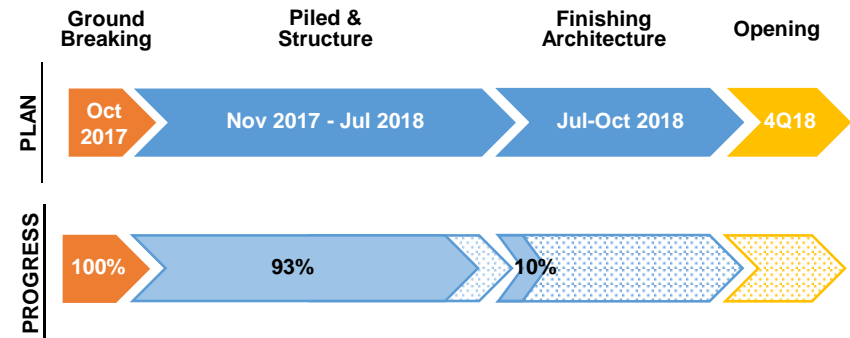 Ground
Breaking
Piled &
Structure
Finishing
Architecture
Opening
PLAN
Oct
2017
Nov 2017 - Jul 2018
Jul-Oct 2018
4Q18
PROGRESS
100%
93%
10%